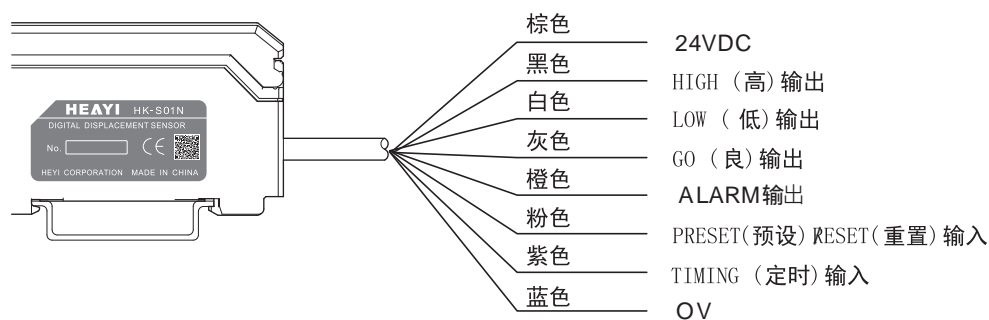 棕色
24VDC
黑色
HIGH (高)输出
白色
LOW ( 低)输出
灰色
GO (良)输出
橙色
ALARM输出
粉色
PRESET(预设) RESET(重置)输入
紫色
TIMING (定时)输入
蓝色
OV
HEAYI HK-S01N
DIGITAL DISPLACEMENT SENSOR
No.
CE
HEYI CORPORATION MADE IN CHINA